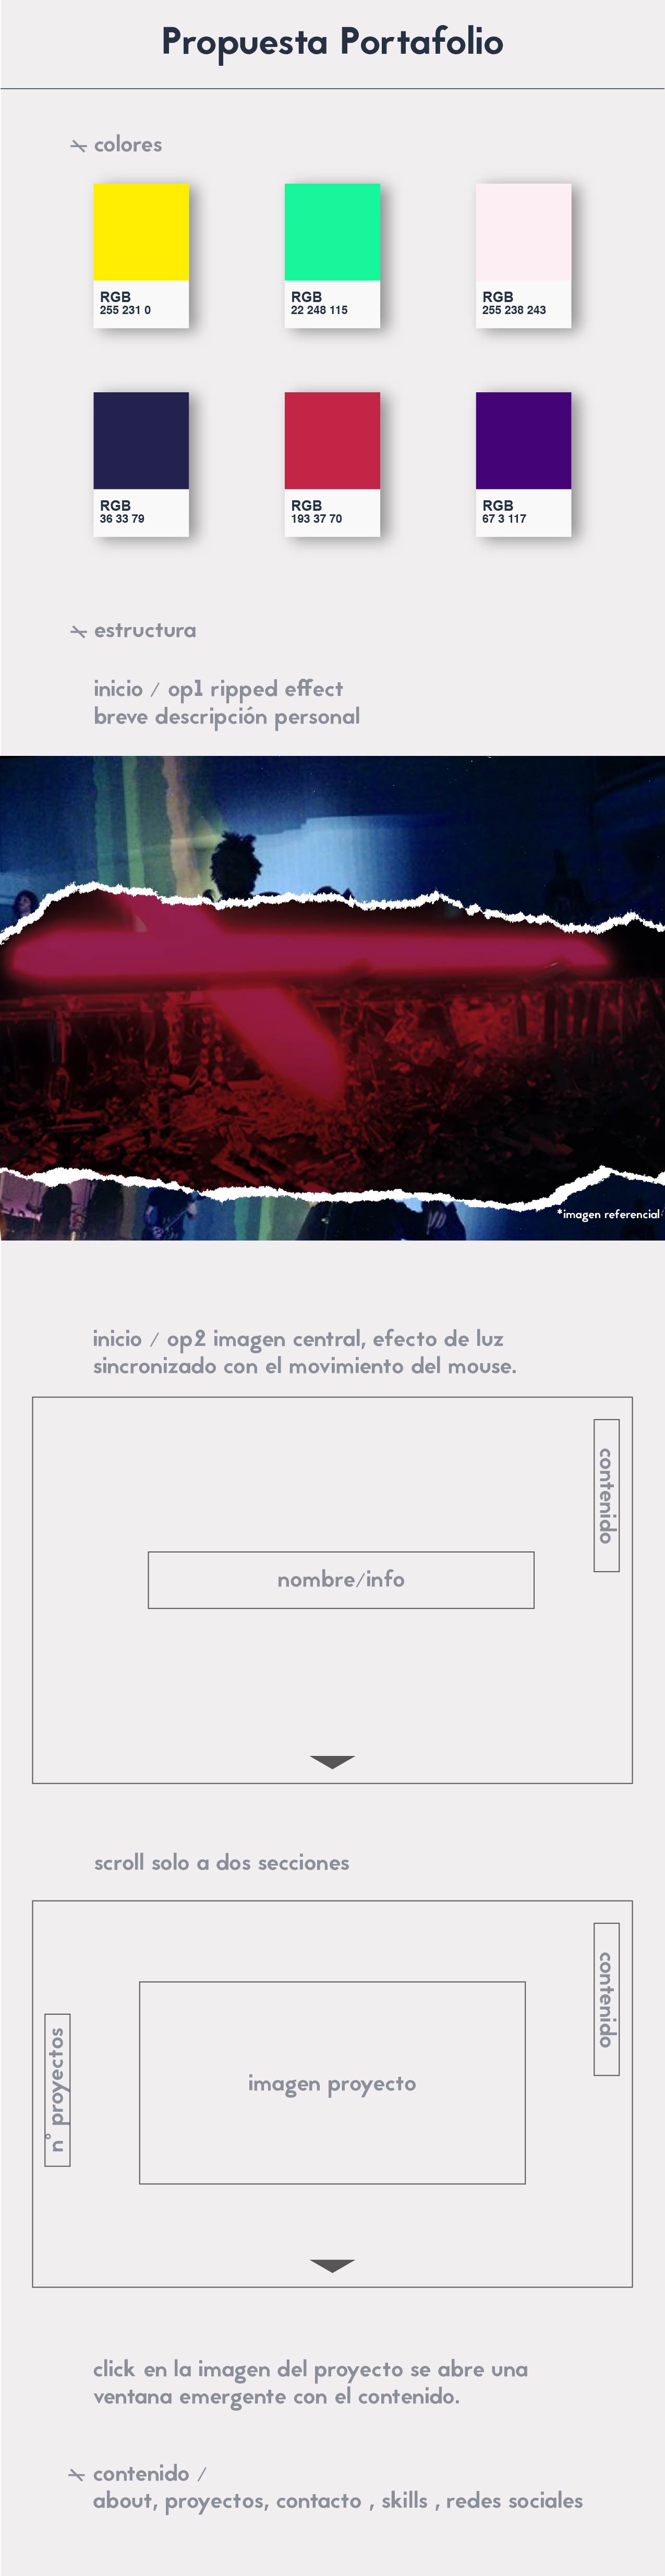 Propuesta Portafolio
colores
RGB
255 231 0
RGB
22 248 115
RGB
255 238 243
RGB
36 33 79
RGB
193 37 70
RGB
67 3 117
estructura
inicio / op1 ripped effect
breve descripción personal
*imagen referencial
inicio / op2 imagen central, efecto de luz
sincronizado con el movimiento del mouse.
contenido
nombre/info
scroll solo a dos secciones
contenido
n° proyectos
imagen proyecto
click en la imagen del proyecto se abre una
ventana emergente con el contenido.
contenido /
about, proyectos, contacto , skills , redes sociales